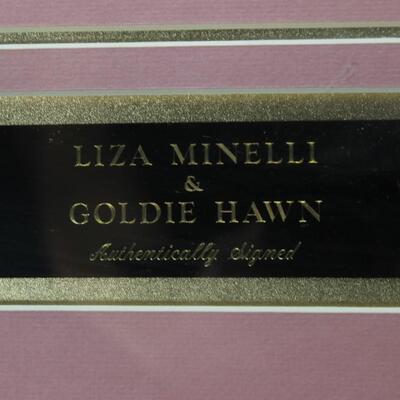 LIZA MINELLI
&
GOLDIE HAWN
Authentically Signed